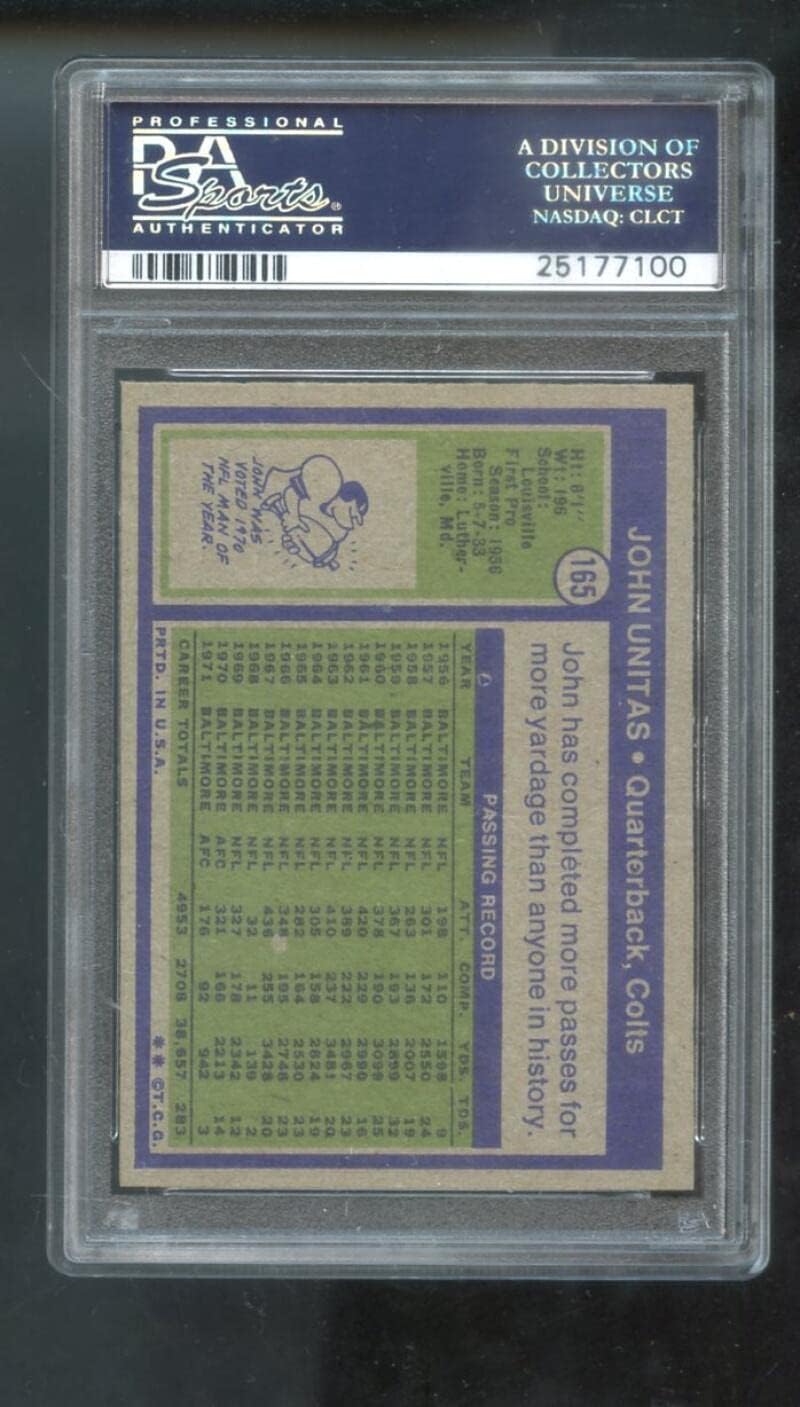 PROFESSIONAL
PSA
Sports®
AUTHENTICATOR
A DIVISION OF
COLLECTORS
UNIVERSE
NASDAQ: CLCT
25177100
JOHN UNITAS • Quarterback, Colts
165
Ht: 6'1"
Wt: 196
School:
Louisville
First Pro
Season: 1956
Born: 5-7-33
Home: Luther-
ville, Md.
JOHN WAS
VOTED 1970
NFL MAN OF
THE YEAR.
John has completed more passes for
more yardage than anyone in history.
PASSING RECORD
YEAR TEAM ATT. COMP. YDS. TDS.
1956 BALTIMORE NFL 198 110 1598 9
1957 BALTIMORE NFL 301 172 2550 24
1958 BALTIMORE NFL 263 136 2007 19
1959 BALTIMORE NFL 367 193 2899 32
1960 BALTIMORE NFL 378 190 3099 25
1961 BALTIMORE NFL 420 229 2990 16
1962 BALTIMORE NFL 389 222 2967 23
1963 BALTIMORE NFL 410 237 3481 20
1964 BALTIMORE NFL 305 158 2824 19
1965 BALTIMORE NFL 282 164 2530 23
1966 BALTIMORE NFL 348 195 2748 23
1967 BALTIMORE NFL 436 255 3428 20
1968 BALTIMORE NFL 32 11 139 2
1969 BALTIMORE NFL 327 178 2342 12
1970 BALTIMORE AFC 321 166 2213 14
1971 BALTIMORE AFC 176 92 942 3
CAREER TOTALS 4953 2708 38,657 283
PRTD. IN U.S.A.
** ©T.C.G.